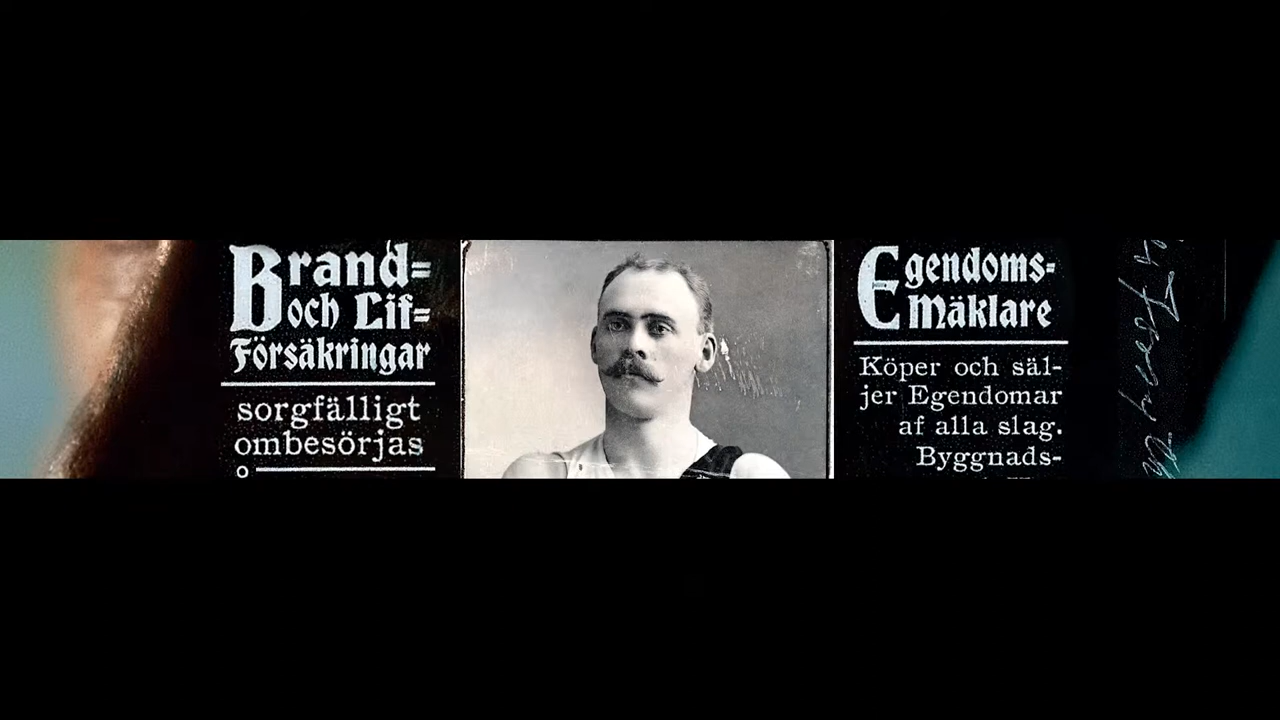 Brand=
och Lif=
Försäkringar
sorgfälligt
ombesörjas
Egendoms-
Mäklare
Köper och säl-
jer Egendomar
af alla slag.
Byggnads-